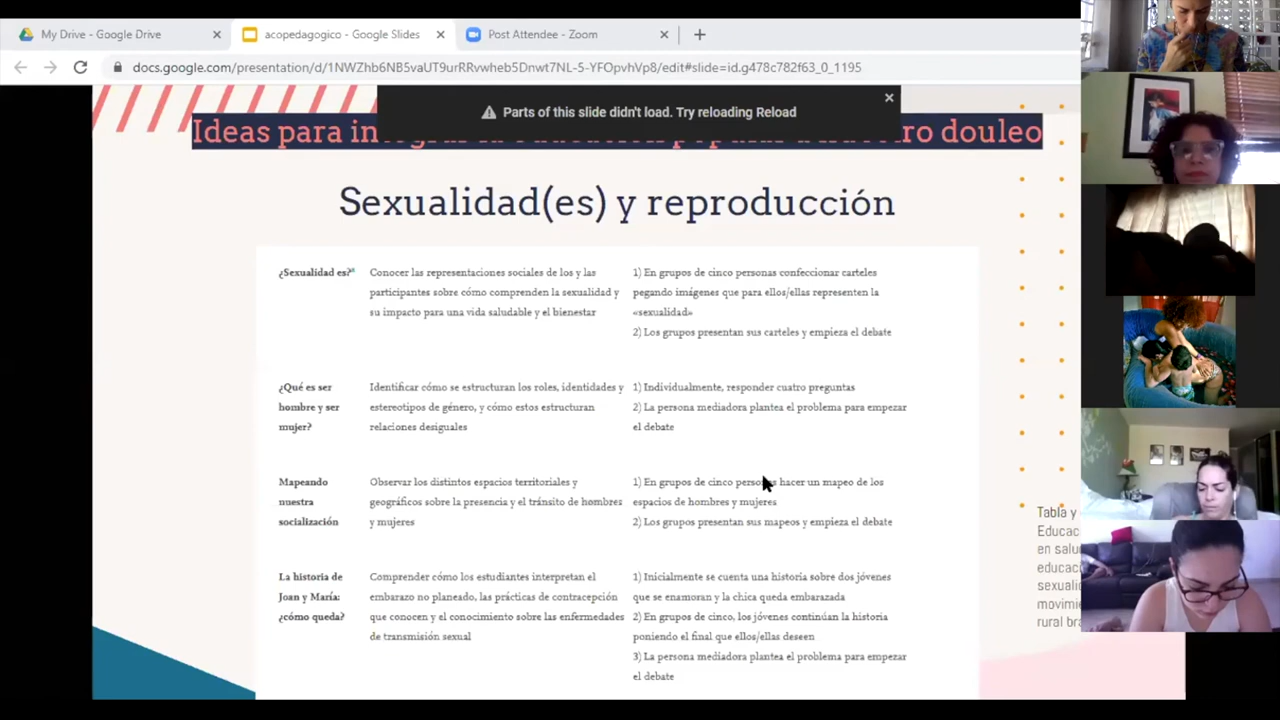 My Drive - Google Drive
acopedagogico - Google Slides
Post Attendee - Zoom
docs.google.com/presentation/d/1NWZhb6NB5vaUT9urRRvwheb5Dnwt7NL-5-YFOpvhVp8/edit#slide=id.g478c782f63_0_1195
Parts of this slide didn't load. Try reloading Reload
Ideas para douleo
Sexualidad(es) y reproducción
¿Sexualidad es?ª
Conocer las representaciones sociales de los y las
participantes sobre cómo comprenden la sexualidad y
su impacto para una vida saludable y el bienestar
1) En grupos de cinco personas confeccionar carteles
pegando imágenes que para ellos/ellas representen la
«sexualidad»
2) Los grupos presentan sus carteles y empieza el debate
¿Qué es ser
hombre y ser
mujer?
Identificar cómo se estructuran los roles, identidades y
estereotipos de género, y cómo estos estructuran
relaciones desiguales
1) Individualmente, responder cuatro preguntas
2) La persona mediadora plantea el problema para empezar
el debate
Mapeando
nuestra
socialización
Observar los distintos espacios territoriales y
geográficos sobre la presencia y el tránsito de hombres
y mujeres
1) En grupos de cinco personas hacer un mapeo de los
espacios de hombres y mujeres
2) Los grupos presentan sus mapeos y empieza el debate
La historia de
Joan y María:
¿cómo queda?
Comprender cómo los estudiantes interpretan el
embarazo no planeado, las prácticas de contracepción
que conocen y el conocimiento sobre las enfermedades
de transmisión sexual
1) Inicialmente se cuenta una historia sobre dos jóvenes
que se enamoran y la chica queda embarazada
2) En grupos de cinco, los jóvenes continúan la historia
poniendo el final que ellos/ellas deseen
3) La persona mediadora plantea el problema para empezar
el debate
Tabla y
Educac
en salu
educac
sexuali
movimi
rural bra